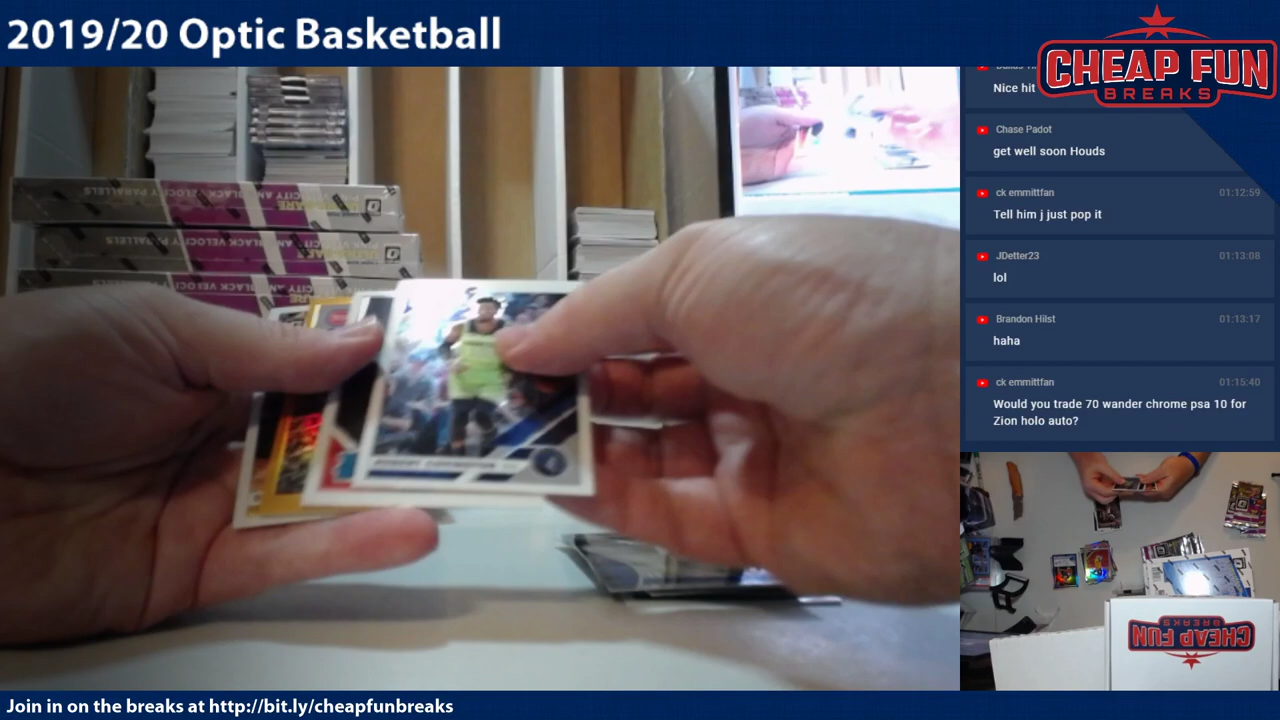 2019/20 Optic Basketball
CHEAP FUN
BREAKS
Nice hit
Chase Padot
get well soon Houds
ck emmittfan
01:12:59
Tell him j just pop it
JDetter23
01:13:08
lol
Brandon Hilst
01:13:17
haha
ck emmittfan
01:15:40
Would you trade 70 wander chrome psa 10 for
Zion holo auto?
CHEAP FUN
BREAKS
Join in on the breaks at http://bit.ly/cheapfunbreaks